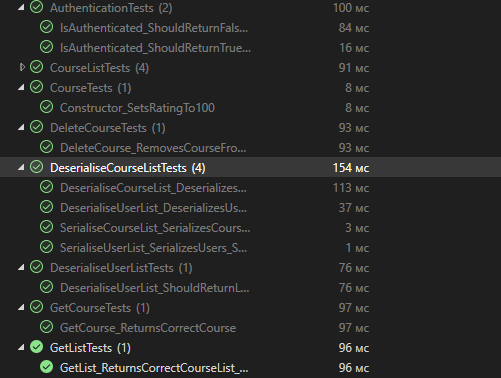 AuthenticationTests (2) 100 мс
IsAuthenticated_ShouldReturnFals... 84 мс
IsAuthenticated_ShouldReturnTrue... 16 мс
CourseListTests (4) 91 мс
CourseTests (1) 8 мс
Constructor_SetsRatingTo100 8 мс
DeleteCourseTests (1) 93 мс
DeleteCourse_RemovesCourseFro... 93 мс
DeserialiseCourseListTests (4) 154 мс
DeserialiseCourseList_Deserializes... 113 мс
DeserialiseUserList_DeserializesUs... 37 мс
SerialiseCourseList_SerializesCours... 3 мс
SerialiseUserList_SerializesUsers_S... 1 мс
DeserialiseUserListTests (1) 76 мс
DeserialiseUserList_ShouldReturnL... 76 мс
GetCourseTests (1) 97 мс
GetCourse_ReturnsCorrectCourse 97 мс
GetListTests (1) 96 мс
GetList_ReturnsCorrectCourseList_... 96 мс